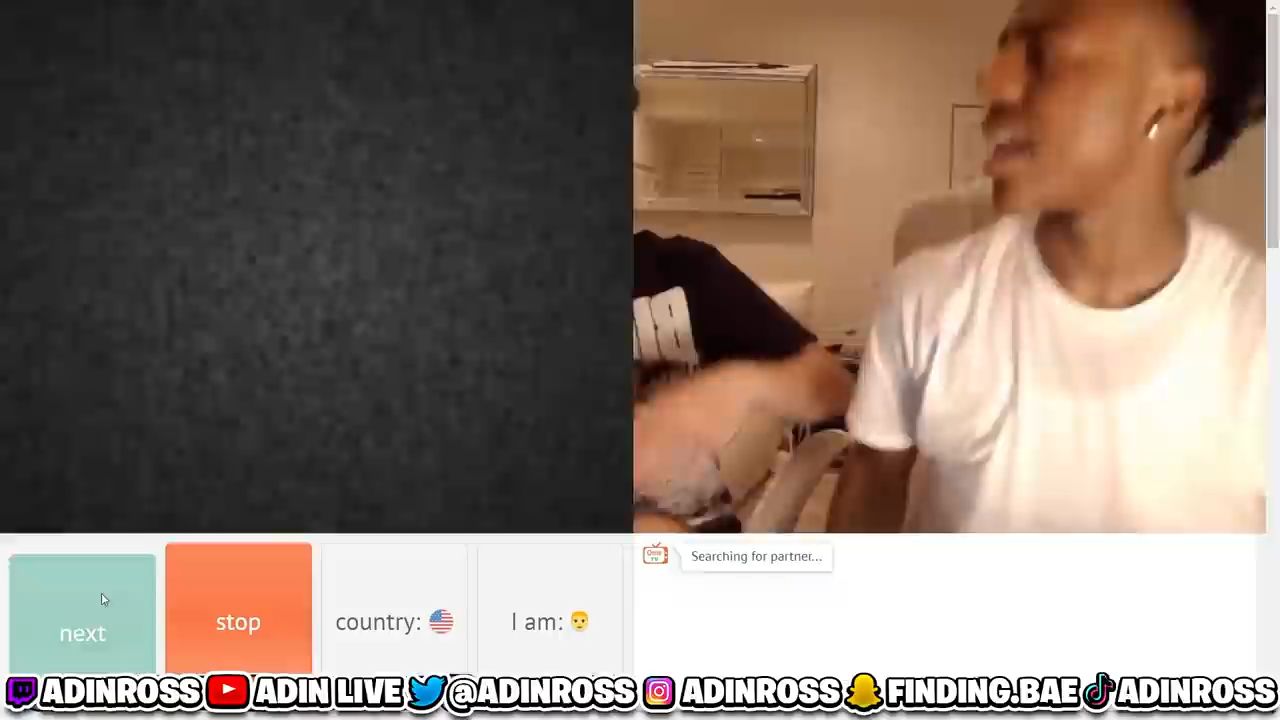 Searching for partner...
next
stop
country:
I am:
ADINROSS ADIN LIVE @ADINROSS ADINROSS FINDING.BAE ADINROSS